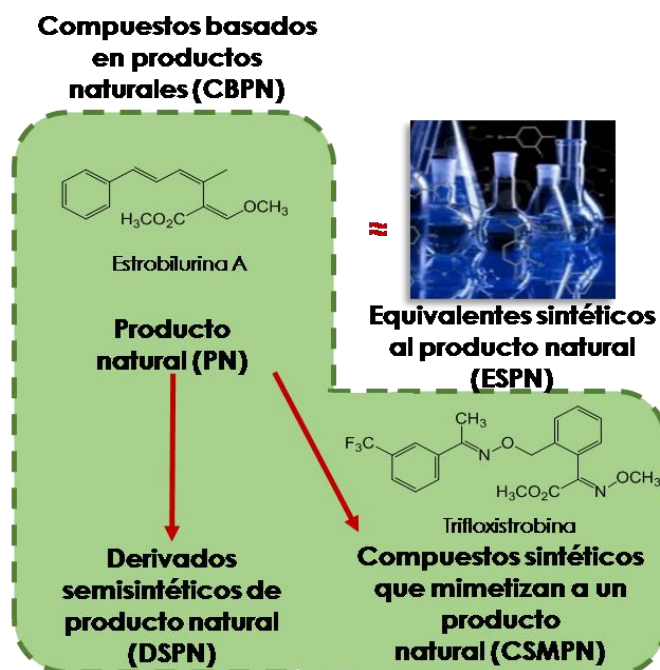 Compuestos basados
en productos
naturales (CBPN)
H₃CO₂C
OCH₃
Estrobilurina A
≈
Producto
natural (PN)
Equivalentes sintéticos
al producto natural
(ESPN)
CH₃
F₃C
N
O
H₃CO₂C
N
OCH₃
Trifloxistrobina
Derivados
semisintéticos de
producto natural
(DSPN)
Compuestos sintéticos
que mimetizan a un
producto
natural (CSMPN)